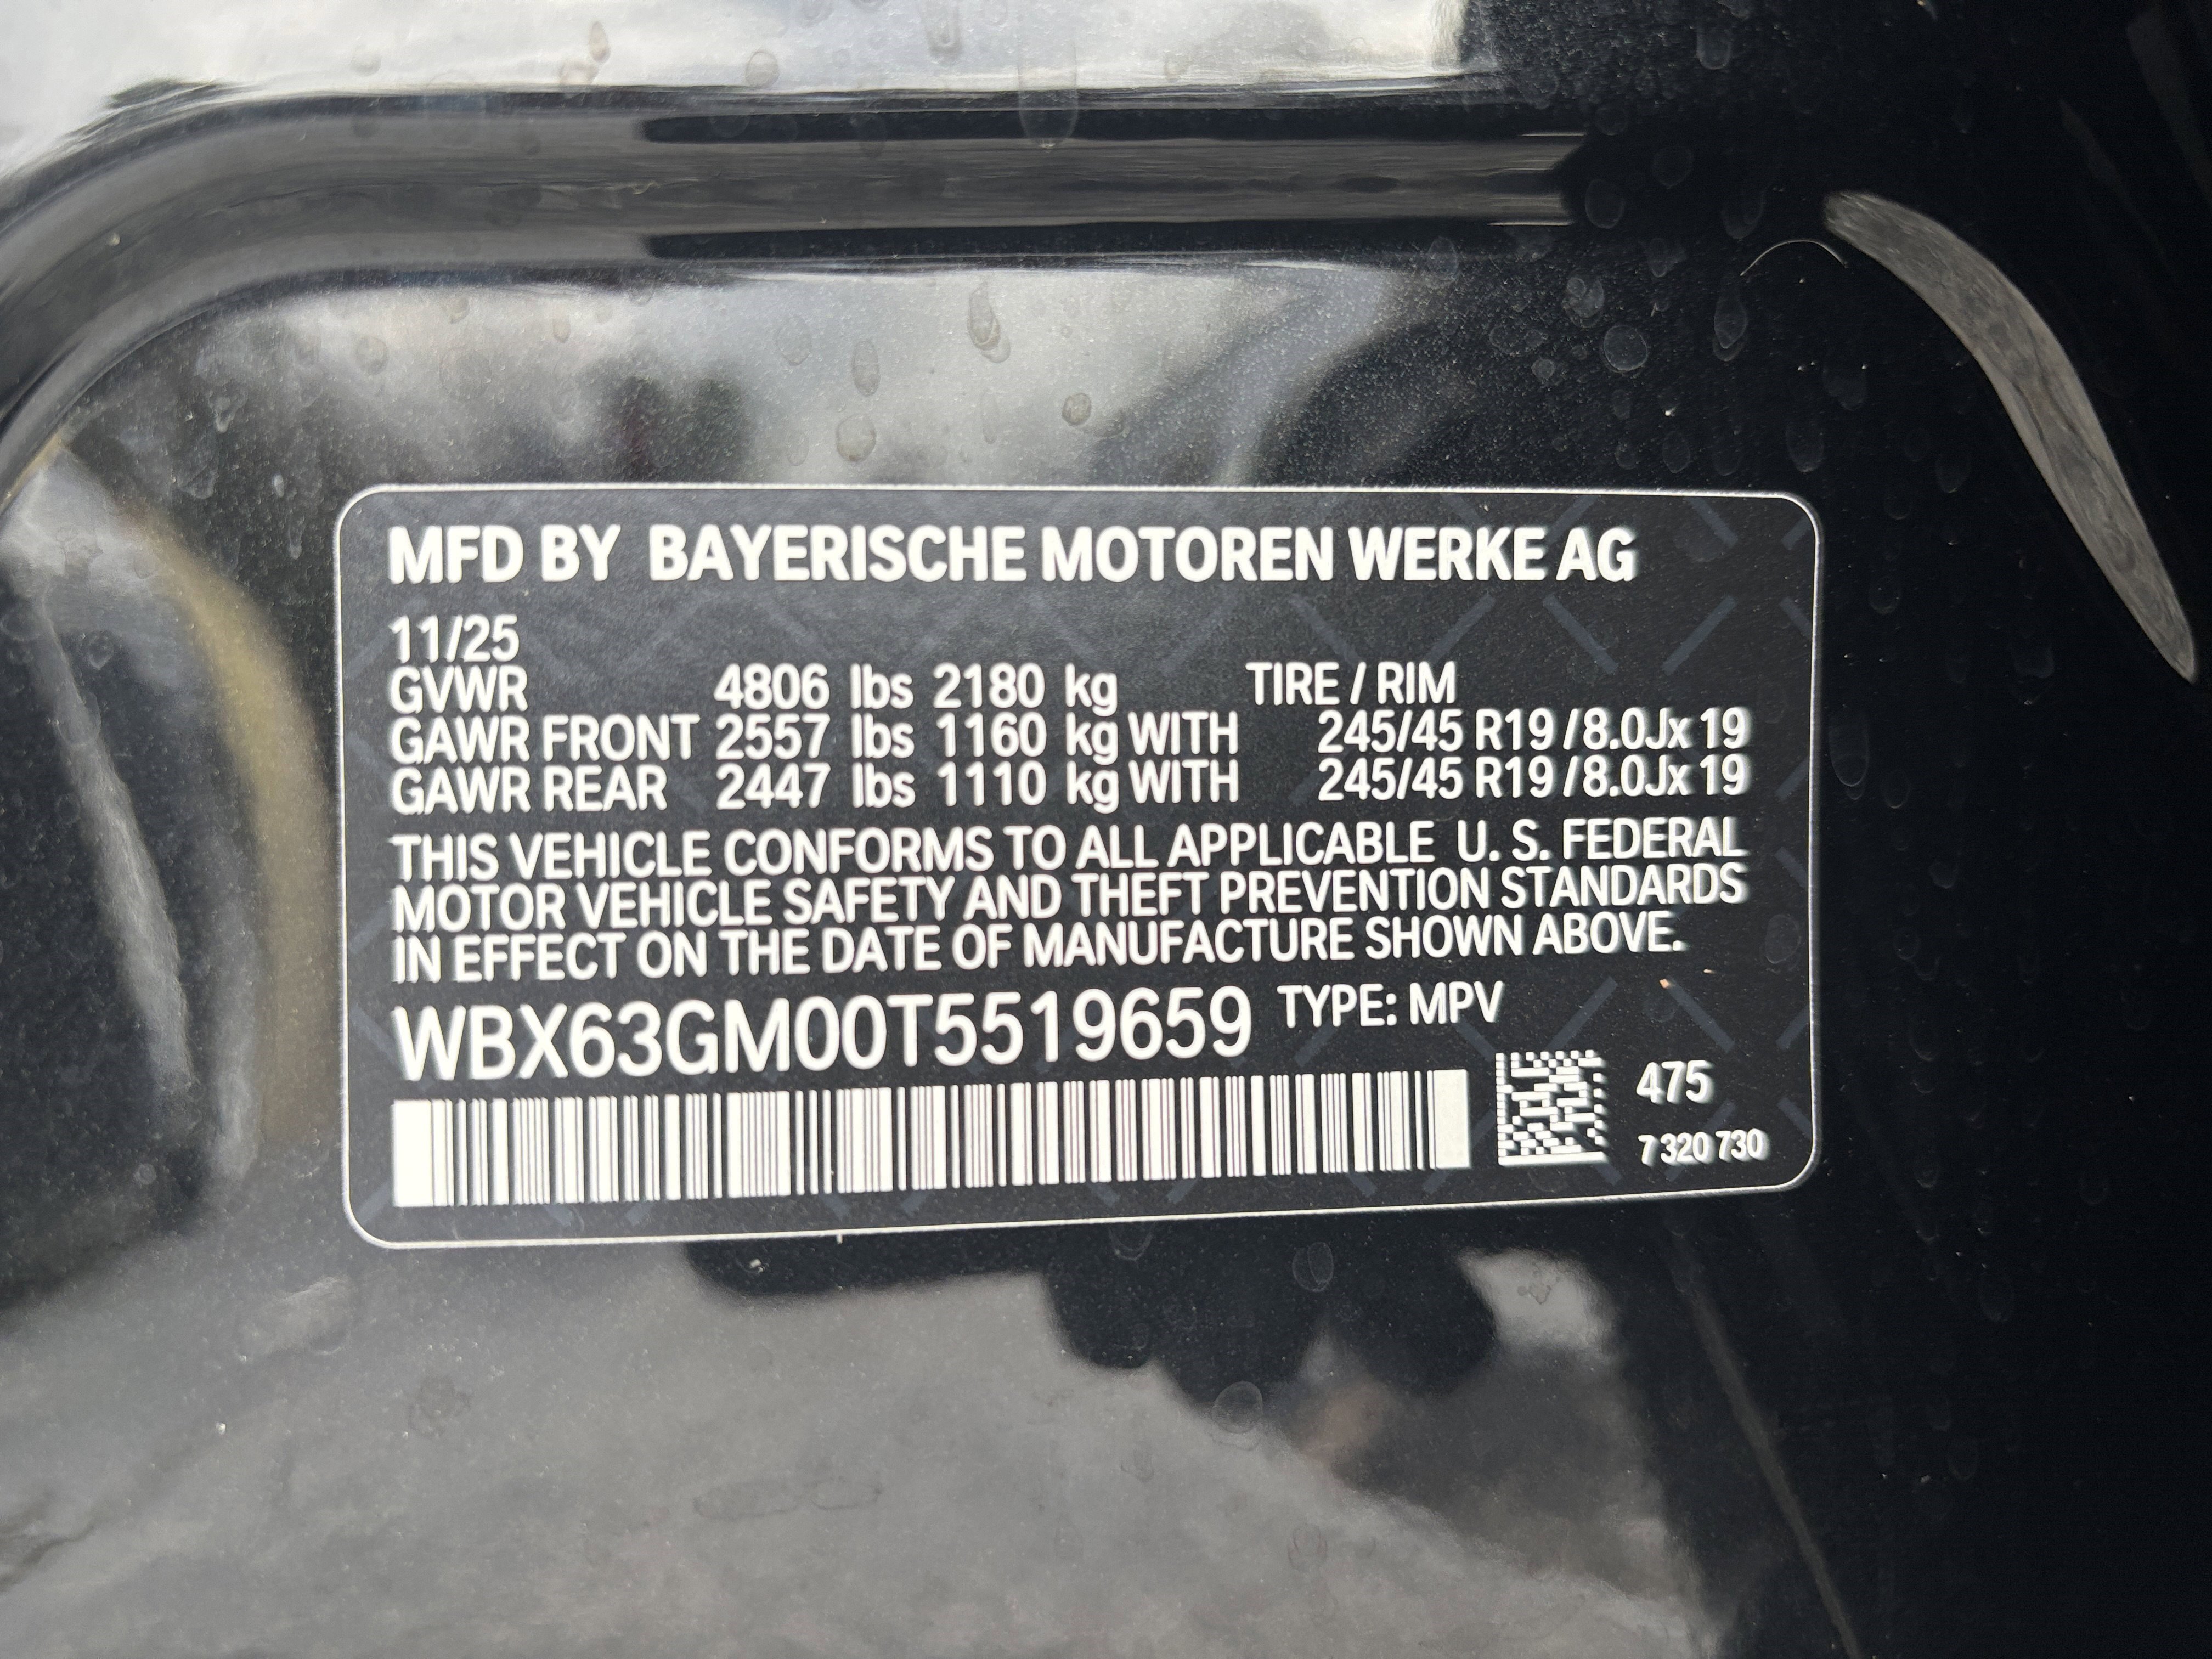 MFD BY BAYERISCHE MOTOREN WERKE AG
11/25
GVWR 4806 lbs 2180 kg TIRE / RIM
GAWR FRONT 2557 lbs 1160 kg WITH 245/45 R19 /8.0Jx 19
GAWR REAR 2447 lbs 1110 kg WITH 245/45 R19 /8.0Jx 19
THIS VEHICLE CONFORMS TO ALL APPLICABLE U. S. FEDERAL
MOTOR VEHICLE SAFETY AND THEFT PREVENTION STANDARDS
IN EFFECT ON THE DATE OF MANUFACTURE SHOWN ABOVE.
WBX63GM00T5519659 TYPE: MPV
475
7 320 730